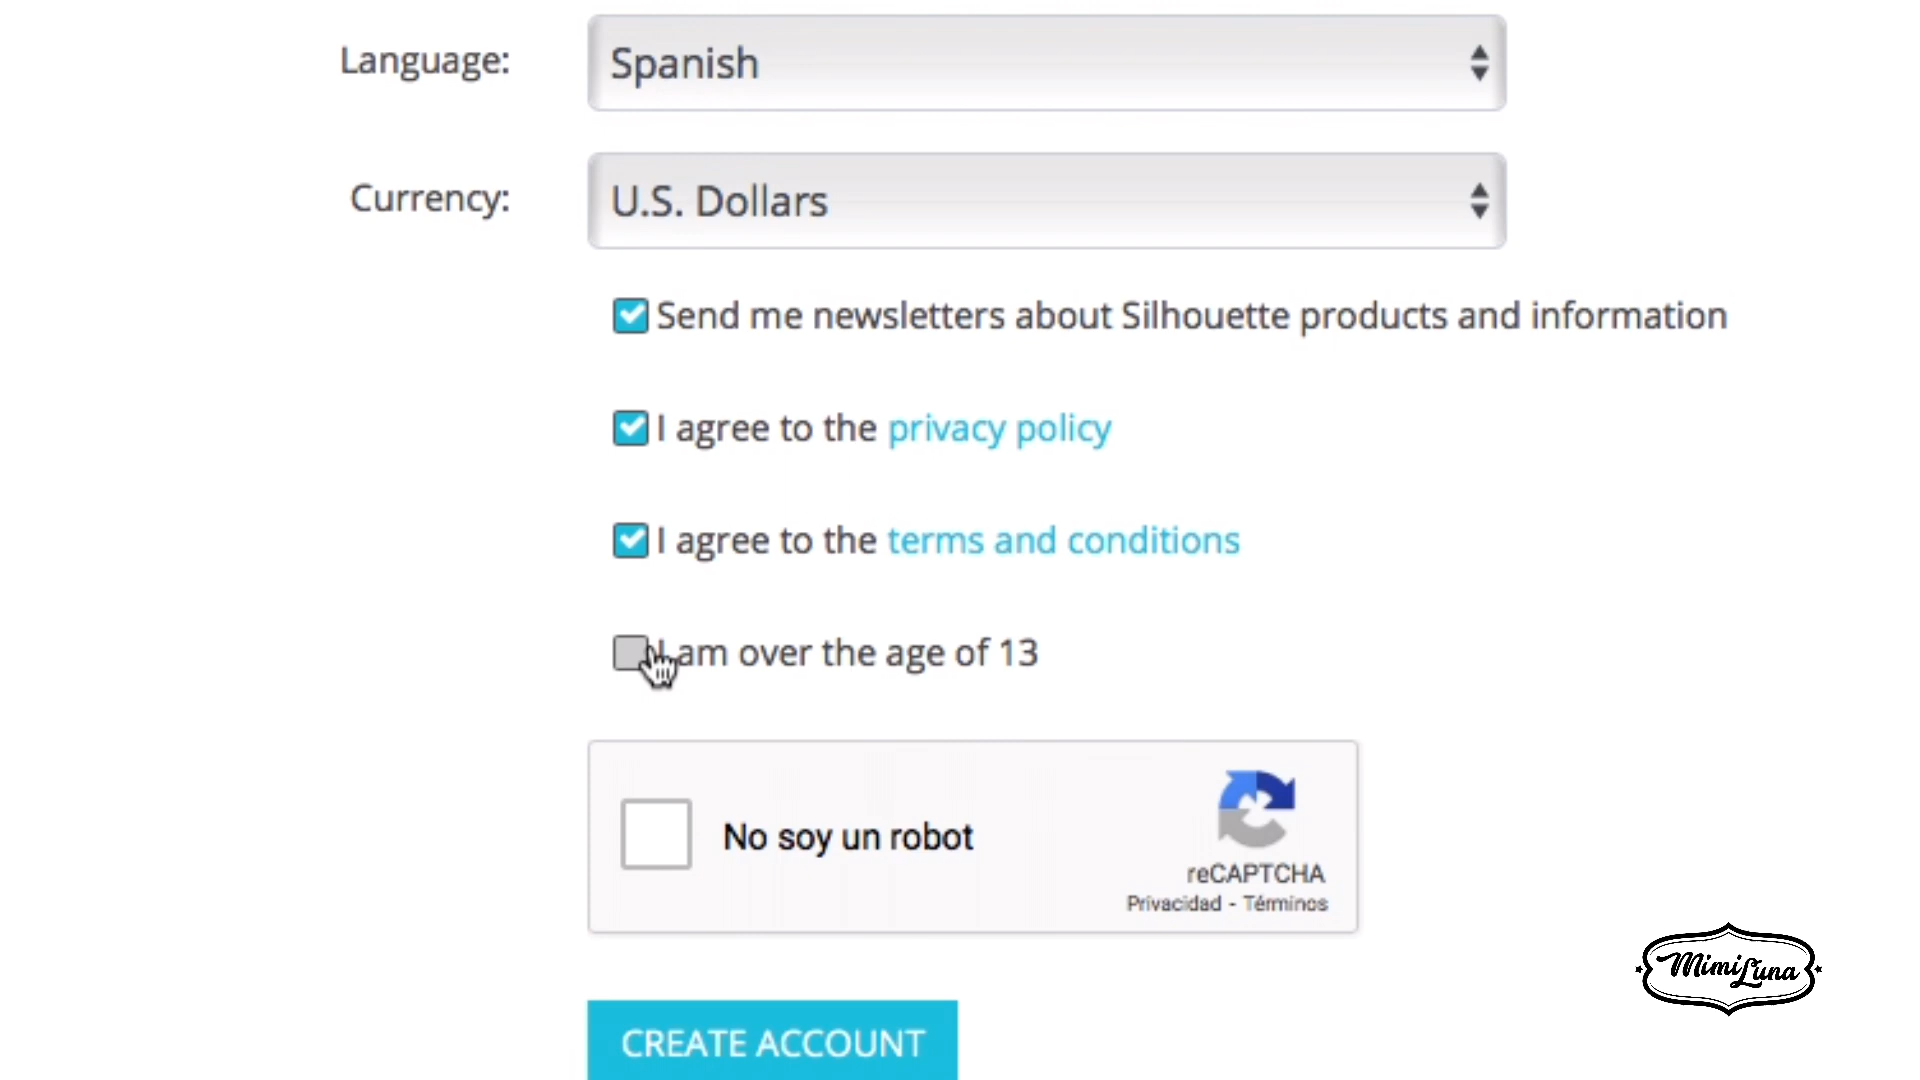 Language:
Spanish
Currency:
U.S. Dollars
Send me newsletters about Silhouette products and information
I agree to the privacy policy
I agree to the terms and conditions
I am over the age of 13
No soy un robot
reCAPTCHA
Privacidad - Términos
CREATE ACCOUNT
Mimi Luna